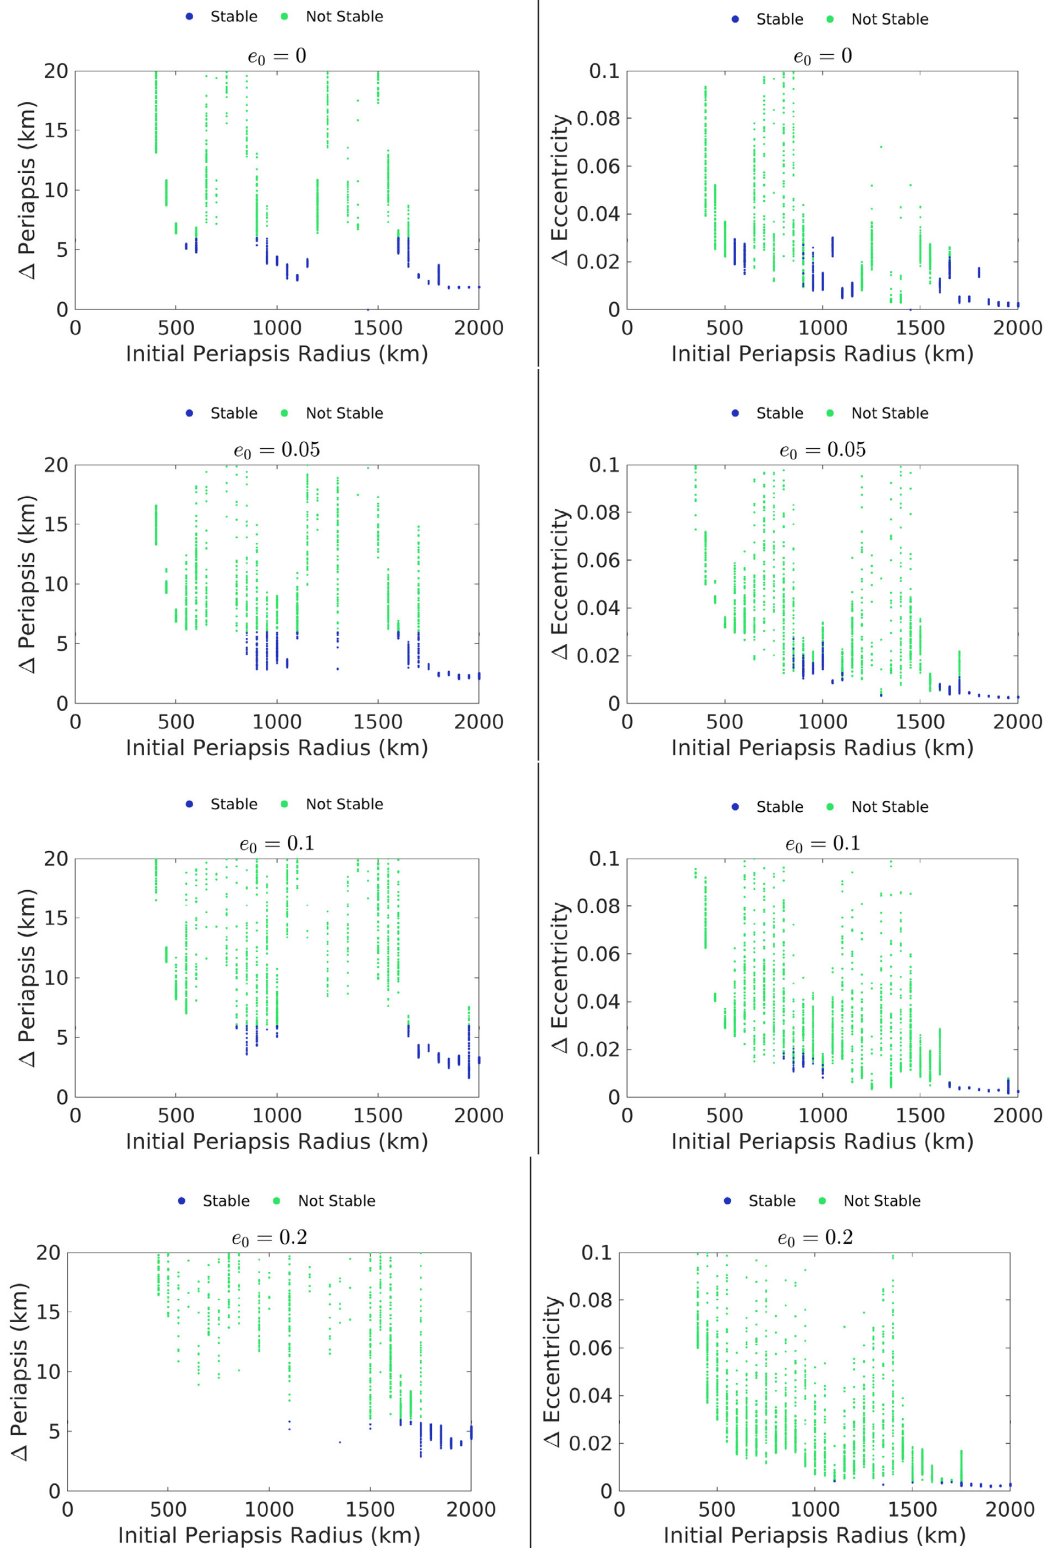 Stable Not Stable
e₀ = 0
20
15
10
5
0
Δ Periapsis (km)
0 500 1000 1500 2000
Initial Periapsis Radius (km)
Stable Not Stable
e₀ = 0
0.1
0.08
0.06
0.04
0.02
0
Δ Eccentricity
0 500 1000 1500 2000
Initial Periapsis Radius (km)
Stable Not Stable
e₀ = 0.05
20
15
10
5
0
Δ Periapsis (km)
0 500 1000 1500 2000
Initial Periapsis Radius (km)
Stable Not Stable
e₀ = 0.05
0.1
0.08
0.06
0.04
0.02
0
Δ Eccentricity
0 500 1000 1500 2000
Initial Periapsis Radius (km)
Stable Not Stable
e₀ = 0.1
20
15
10
5
0
Δ Periapsis (km)
0 500 1000 1500 2000
Initial Periapsis Radius (km)
Stable Not Stable
e₀ = 0.1
0.1
0.08
0.06
0.04
0.02
0
Δ Eccentricity
0 500 1000 1500 2000
Initial Periapsis Radius (km)
Stable Not Stable
e₀ = 0.2
20
15
10
5
0
Δ Periapsis (km)
0 500 1000 1500 2000
Initial Periapsis Radius (km)
Stable Not Stable
e₀ = 0.2
0.1
0.08
0.06
0.04
0.02
0
Δ Eccentricity
0 500 1000 1500 2000
Initial Periapsis Radius (km)